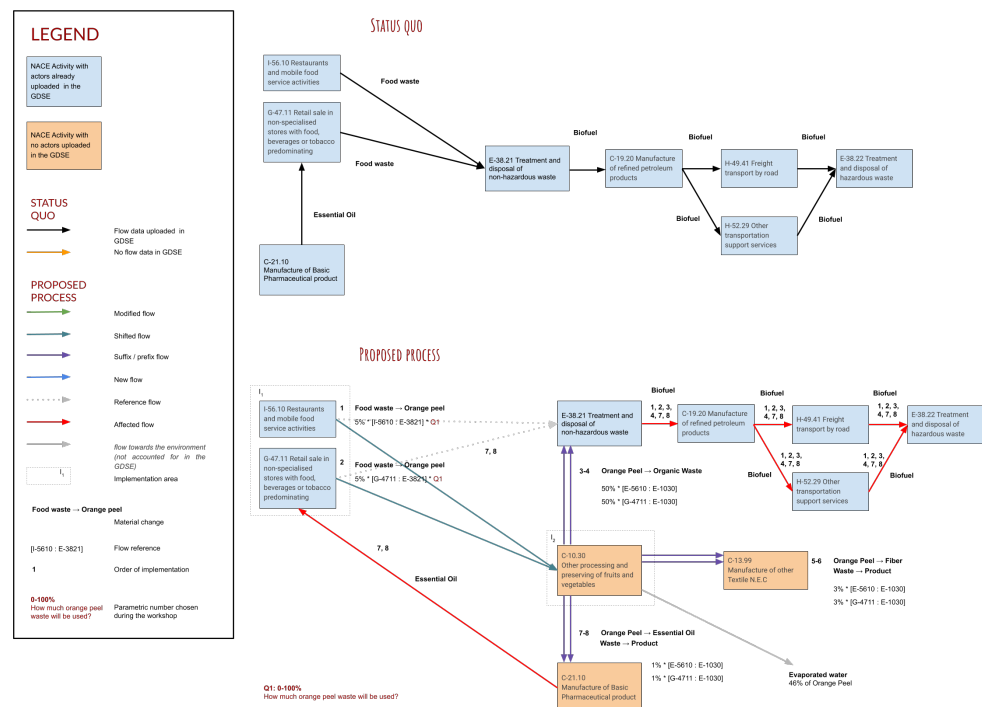 LEGEND
NACE Activity with
actors already
uploaded in the
GDSE
NACE Activity with
no actors uploaded
in the GDSE
STATUS
QUO
Flow data uploaded in
GDSE
No flow data in GDSE
PROPOSED
PROCESS
Modified flow
Shifted flow
Suffix / prefix flow
New flow
Reference flow
Affected flow
flow towards the environment
(not accounted for in the
GDSE)
I1
Implementation area
Food waste → Orange peel
Material change
[I-5610 : E-3821]
Flow reference
1
Order of implementation
0-100%
How much orange peel
waste will be used?
Parametric number chosen
during the workshop
STATUS QUO
I-56.10 Restaurants
and mobile food
service activities
Food waste
G-47.11 Retail sale in
non-specialised
stores with food,
beverages or tobacco
predominating
Food waste
Essential Oil
C-21.10
Manufacture of Basic
Pharmaceutical product
E-38.21 Treatment and
disposal of
non-hazardous waste
Biofuel
C-19.20 Manufacture
of refined petroleum
products
Biofuel
H-49.41 Freight
transport by road
Biofuel
E-38.22 Treatment
and disposal of
hazardous waste
Biofuel
H-52.29 Other
transportation
support services
Biofuel
PROPOSED PROCESS
I1
I-56.10 Restaurants
and mobile food
service activities
1 Food waste → Orange peel
5% * [I-5610 : E-3821] * Q1
G-47.11 Retail sale in
non-specialised
stores with food,
beverages or tobacco
predominating
2 Food waste → Orange peel
5% * [G-4711 : E-3821] * Q1
7, 8
E-38.21 Treatment and
disposal of
non-hazardous waste
Biofuel
1, 2, 3,
4, 7, 8
C-19.20 Manufacture
of refined petroleum
products
Biofuel
1, 2, 3,
4, 7, 8
H-49.41 Freight
transport by road
Biofuel
1, 2, 3,
4, 7, 8
E-38.22 Treatment
and disposal of
hazardous waste
1, 2, 3,
4, 7, 8
Biofuel
H-52.29 Other
transportation
support services
Biofuel
3-4 Orange Peel → Organic Waste
50% * [E-5610 : E-1030]
50% * [G-4711 : E-1030]
I2
C-10.30
Other processing and
preserving of fruits and
vegetables
C-13.99
Manufacture of other
Textile N.E.C
5-6 Orange Peel → Fiber
Waste → Product
3% * [E-5610 : E-1030]
3% * [G-4711 : E-1030]
7, 8
Essential Oil
7-8 Orange Peel → Essential Oil
Waste → Product
1% * [E-5610 : E-1030]
1% * [G-4711 : E-1030]
C-21.10
Manufacture of Basic
Pharmaceutical product
Evaporated water
46% of Orange Peel
Q1: 0-100%
How much orange peel waste will be used?